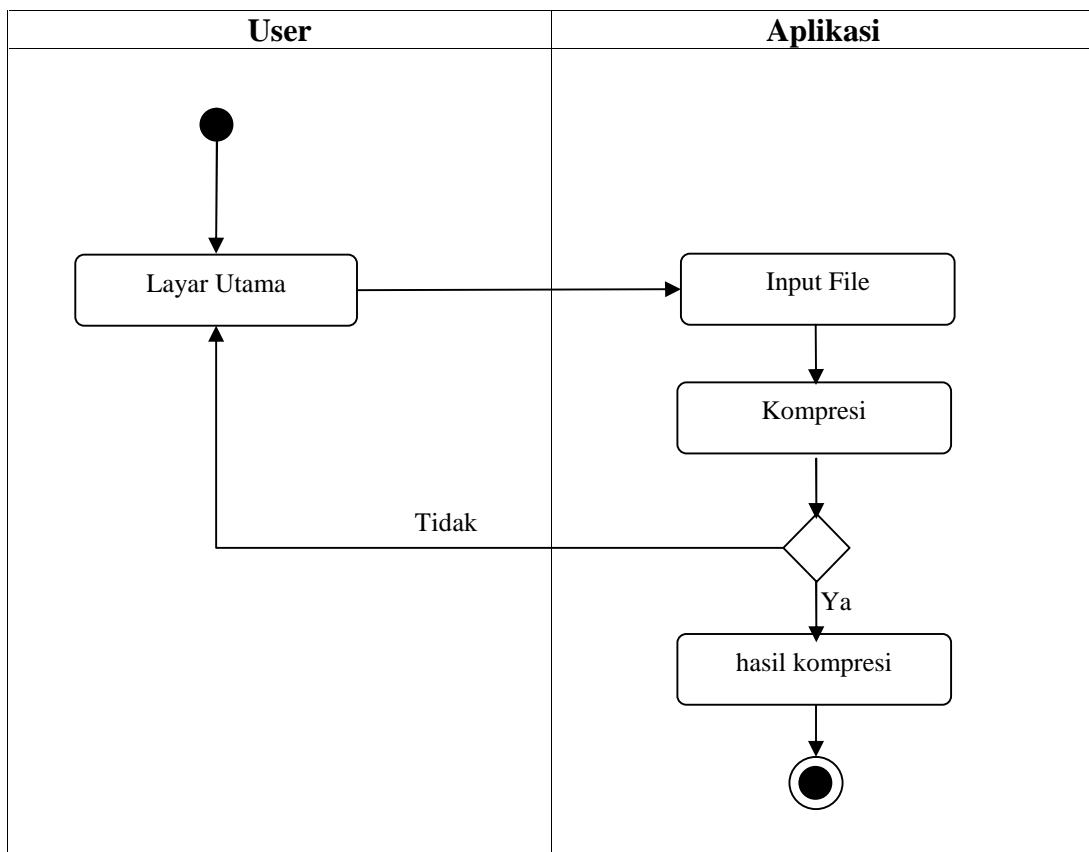 User
Aplikasi
Layar Utama
Input File
Kompresi
Tidak
Ya
hasil kompresi